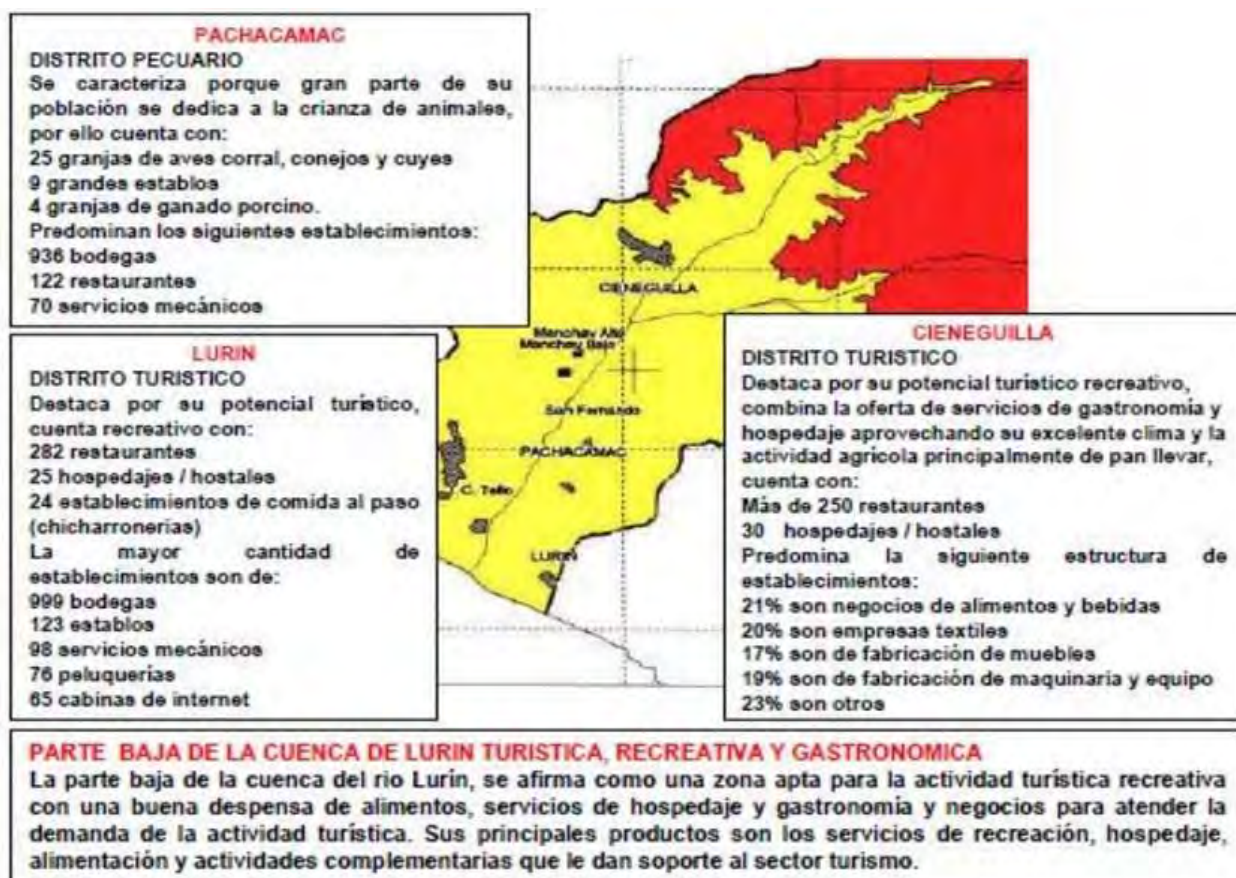 PACHACAMAC
DISTRITO PECUARIO
Se caracteriza porque gran parte de su
población se dedica a la crianza de animales,
por ello cuenta con:
25 granjas de aves corral, conejos y cuyes
9 grandes establos
4 granjas de ganado porcino.
Predominan los siguientes establecimientos:
936 bodegas
122 restaurantes
70 servicios mecánicos
LURIN
DISTRITO TURISTICO
Destaca por su potencial turístico,
cuenta recreativo con:
282 restaurantes
25 hospedajes / hostales
24 establecimientos de comida al paso
(chicharronerías)
La mayor cantidad de
establecimientos son de:
999 bodegas
123 establos
98 servicios mecánicos
76 peluquerías
65 cabinas de internet
CIENEGUILLA
Manchay Alto
Manchay Bajo
San Fernando
PACHACAMAC
C. Tello
LURIN
CIENEGUILLA
DISTRITO TURISTICO
Destaca por su potencial turístico recreativo,
combina la oferta de servicios de gastronomía y
hospedaje aprovechando su excelente clima y la
actividad agrícola principalmente de pan llevar,
cuenta con:
Más de 250 restaurantes
30 hospedajes / hostales
Predomina la siguiente estructura de
establecimientos:
21% son negocios de alimentos y bebidas
20% son empresas textiles
17% son de fabricación de muebles
19% son de fabricación de maquinaria y equipo
23% son otros
PARTE BAJA DE LA CUENCA DE LURIN TURISTICA, RECREATIVA Y GASTRONOMICA
La parte baja de la cuenca del rio Lurín, se afirma como una zona apta para la actividad turística recreativa
con una buena despensa de alimentos, servicios de hospedaje y gastronomía y negocios para atender la
demanda de la actividad turística. Sus principales productos son los servicios de recreación, hospedaje,
alimentación y actividades complementarias que le dan soporte al sector turismo.